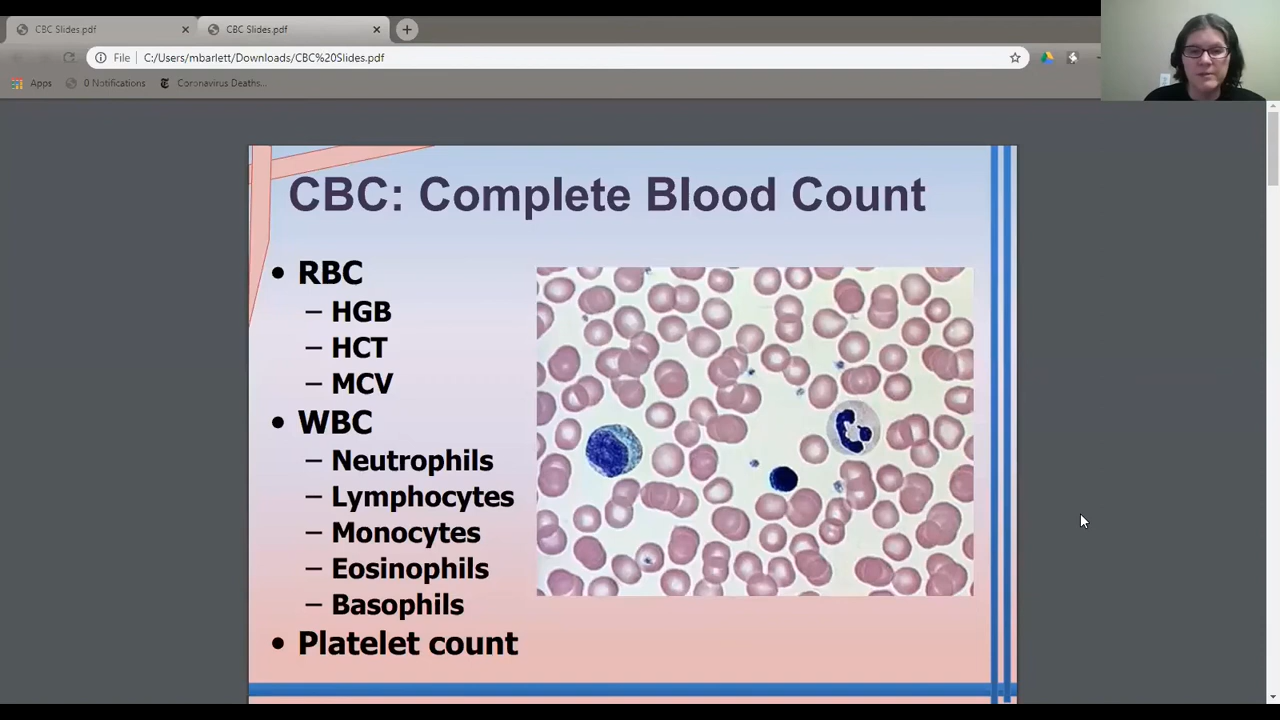 CBC Slides.pdf
CBC Slides.pdf
File
C:/Users/mbarlett/Downloads/CBC%20Slides.pdf
Apps
0 Notifications
Coronavirus Deaths...
CBC: Complete Blood Count
• RBC
– HGB
– HCT
– MCV
• WBC
– Neutrophils
– Lymphocytes
– Monocytes
– Eosinophils
– Basophils
• Platelet count